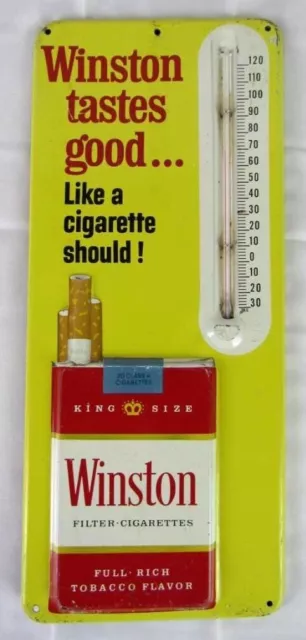 Winston
tastes
good...
Like a
cigarette
should!
120
110
100
90
80
70
60
50
40
30
20
10
0
10
20
30
CIGARETTES
KING SIZE
Winston
FILTER·CIGARETTES
FULL·RICH
TOBACCO FLAVOR